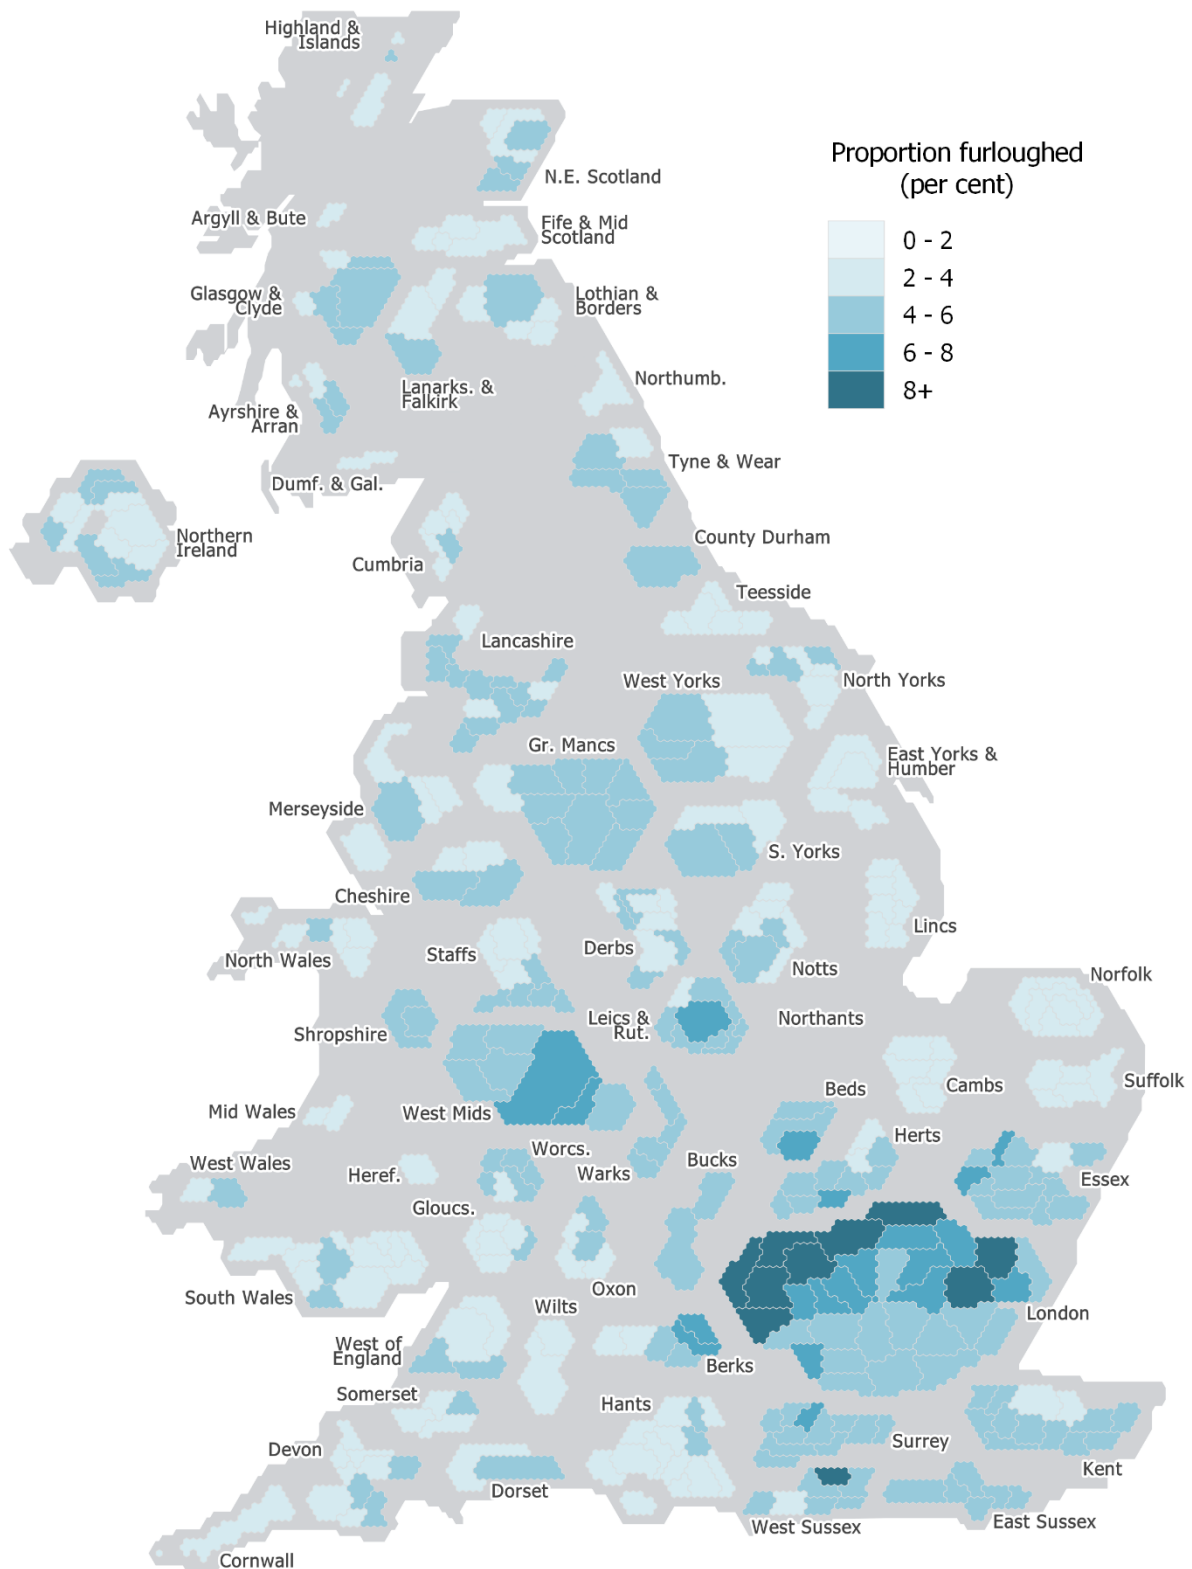 Highland &
Islands
Proportion furloughed
(per cent)
0 - 2
2 - 4
4 - 6
6 - 8
8+
N.E. Scotland
Argyll & Bute
Fife & Mid
Scotland
Glasgow &
Clyde
Lothian &
Borders
Lanarks. &
Falkirk
Northumb.
Ayrshire &
Arran
Tyne & Wear
Dumf. & Gal.
Northern
Ireland
County Durham
Cumbria
Teesside
Lancashire
West Yorks
North Yorks
Gr. Mancs
East Yorks &
Humber
Merseyside
S. Yorks
Cheshire
Lincs
North Wales
Staffs
Derbs
Notts
Norfolk
Shropshire
Leics &
Rut.
Northants
Mid Wales
West Mids
Beds
Cambs
Suffolk
Herts
Worcs.
West Wales
Heref.
Warks
Bucks
Essex
Gloucs.
South Wales
Oxon
Wilts
London
West of
England
Berks
Somerset
Hants
Devon
Surrey
Kent
Dorset
West Sussex
East Sussex
Cornwall